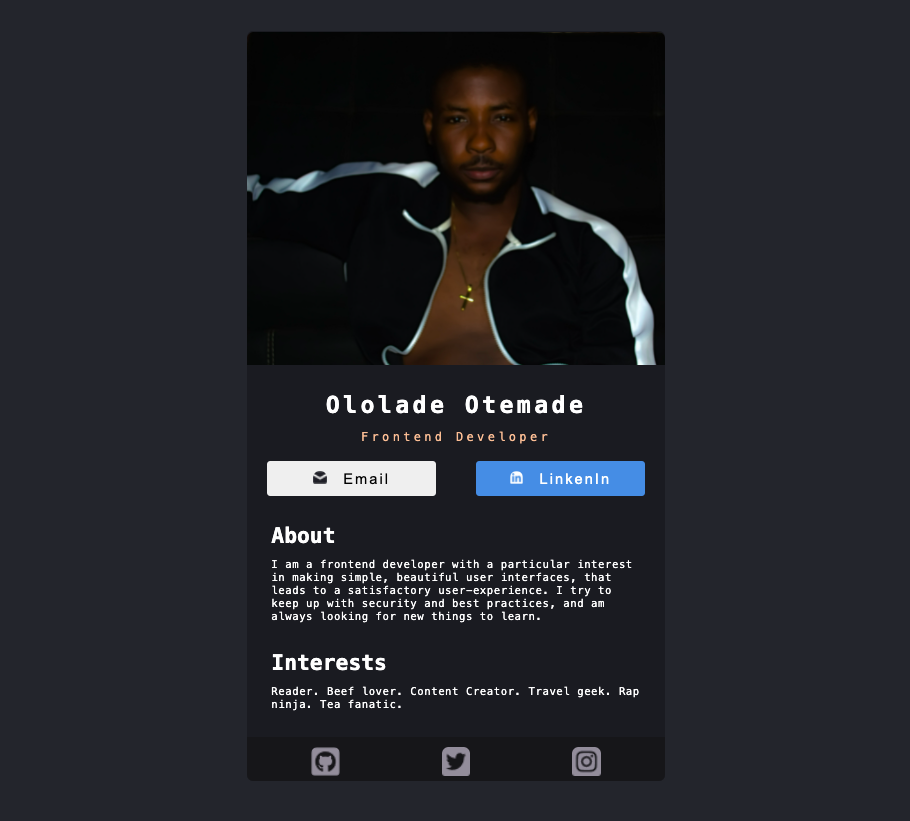 Ololade Otemade
Frontend Developer
Email
LinkenIn
About
I am a frontend developer with a particular interest
in making simple, beautiful user interfaces, that
leads to a satisfactory user-experience. I try to
keep up with security and best practices, and am
always looking for new things to learn.
Interests
Reader. Beef lover. Content Creator. Travel geek. Rap
ninja. Tea fanatic.